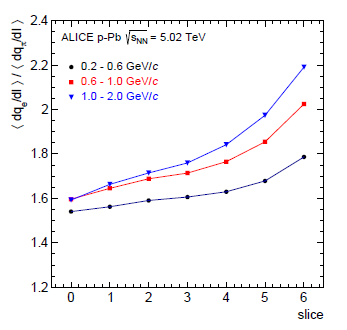 2.4
ALICE p-Pb √sNN = 5.02 TeV
0.2 - 0.6 GeV/c
0.6 - 1.0 GeV/c
1.0 - 2.0 GeV/c
2.2
2
1.8
1.6
1.4
1.2
⟨ dqe/dl ⟩ / ⟨ dqπ/dl ⟩
0 1 2 3 4 5 6
slice